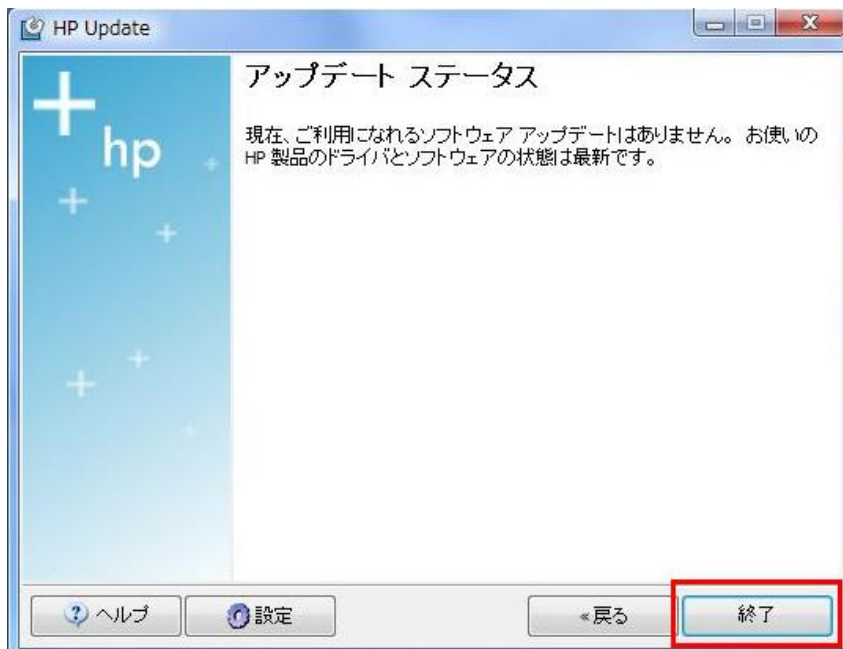 HP Update
アップデート ステータス
現在、ご利用になれるソフトウェア アップデートはありません。 お使いの
HP 製品のドライバとソフトウェアの状態は最新です。
hp
ヘルプ
設定
«戻る
終了